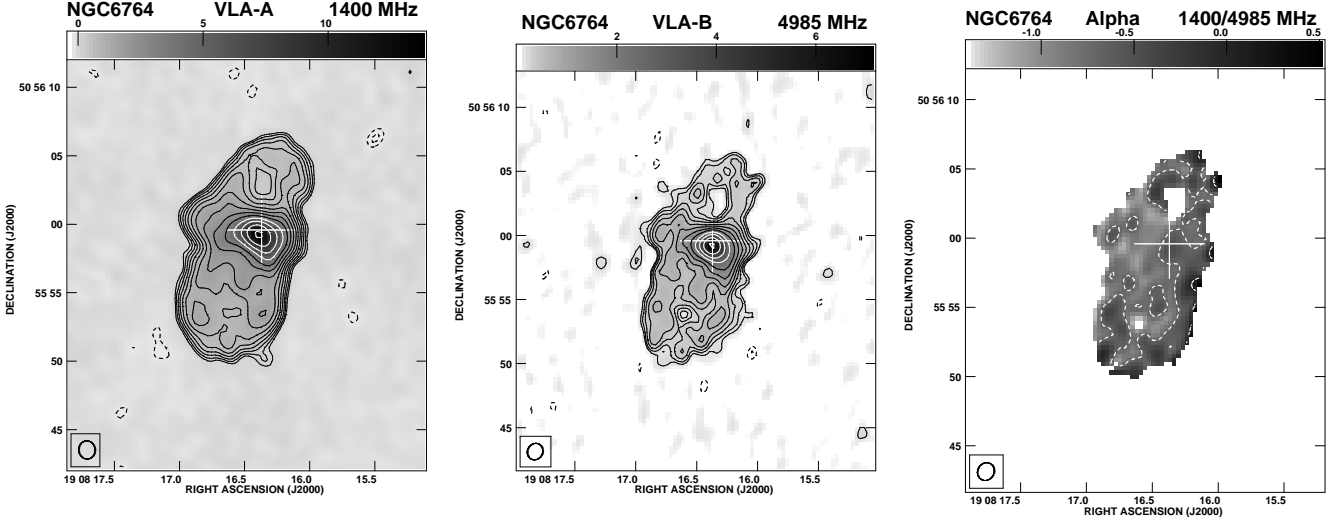 NGC6764 VLA-A 1400 MHz
0 5 10
DECLINATION (J2000)
50 56 10
05
00
50 55 55
50
45
19 08 17.5 17.0 16.5 16.0 15.5
RIGHT ASCENSION (J2000)
NGC6764 VLA-B 4985 MHz
2 4 6
DECLINATION (J2000)
50 56 10
05
00
50 55 55
50
45
19 08 17.5 17.0 16.5 16.0 15.5
RIGHT ASCENSION (J2000)
NGC6764 Alpha 1400/4985 MHz
-1.0 -0.5 0.0 0.5
DECLINATION (J2000)
50 56 10
05
00
50 55 55
50
45
19 08 17.5 17.0 16.5 16.0 15.5
RIGHT ASCENSION (J2000)